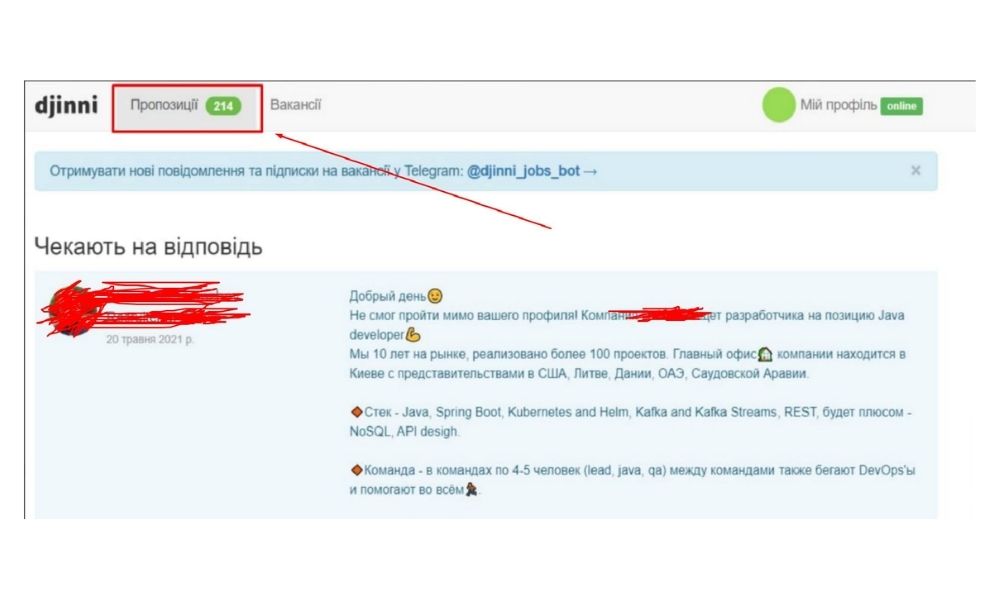 djinni Пропозиції 214 Вакансії Мій профіль online
Отримувати нові повідомлення та підписки на вакансії у Telegram: @djinni_jobs_bot → ×
Чекають на відповідь
20 травня 2021 р.
Добрый день😉
Не смог пройти мимо вашего профиля! разработчика на позицию Java
developer💪
Мы 10 лет на рынке, реализовано более 100 проектов. Главный офис🏠 компании находится в
Киеве с представительствами в США, Литве, Дании, ОАЭ, Саудовской Аравии.
🔸Стек - Java, Spring Boot, Kubernetes and Helm, Kafka and Kafka Streams, REST, будет плюсом -
NoSQL, API desigh.
🔸Команда - в командах по 4-5 человек (lead, java, qa) между командами также бегают DevOps'ы
и помогают во всём🏃.